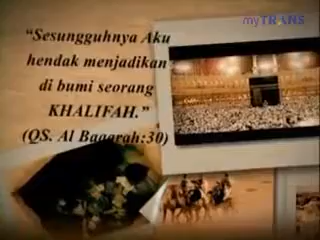 myTRANS
“Sesungguhnya Aku
hendak menjadikan
di bumi seorang
KHALIFAH.”
(QS. Al Baqarah:30)